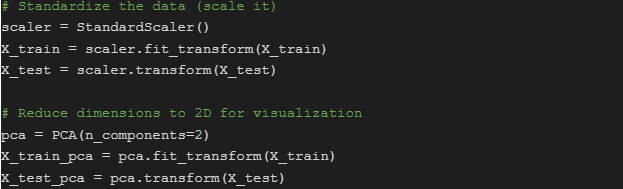 # Standardize the data (scale it)
scaler = StandardScaler()
X_train = scaler.fit_transform(X_train)
X_test = scaler.transform(X_test)
# Reduce dimensions to 2D for visualization
pca = PCA(n_components=2)
X_train_pca = pca.fit_transform(X_train)
X_test_pca = pca.transform(X_test)